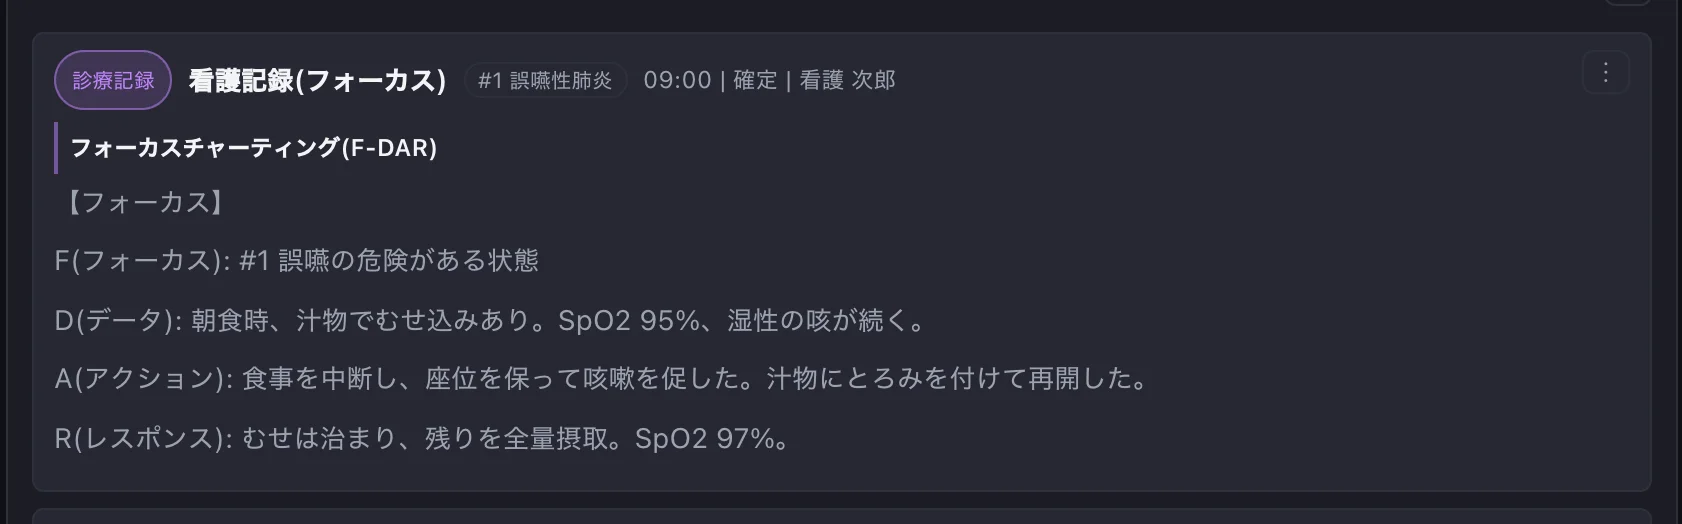 診療記録 看護記録(フォーカス) #1 誤嚥性肺炎 09:00 | 確定 | 看護 次郎
フォーカスチャーティング(F-DAR)
【フォーカス】
F(フォーカス): #1 誤嚥の危険がある状態
D(データ): 朝食時、汁物でむせ込みあり。SpO2 95%、湿性の咳が続く。
A(アクション): 食事を中断し、座位を保って咳嗽を促した。汁物にとろみを付けて再開した。
R(レスポンス): むせは治まり、残りを全量摂取。SpO2 97%。